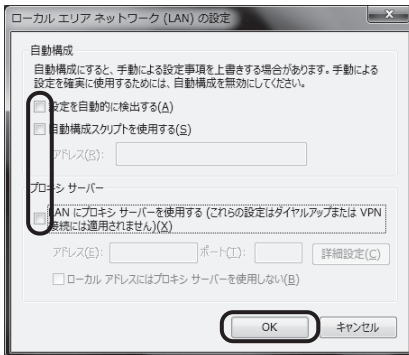 ローカル エリア ネットワーク (LAN) の設定
自動構成
自動構成にすると、手動による設定事項を上書きする場合があります。手動による
設定を確実に使用するためには、自動構成を無効にしてください。
設定を自動的に検出する(A)
自動構成スクリプトを使用する(S)
アドレス(R):
プロキシ サーバー
LAN にプロキシ サーバーを使用する (これらの設定はダイヤルアップまたは VPN
接続には適用されません)(X)
アドレス(E): ポート(T): 詳細設定(C)
ローカル アドレスにはプロキシ サーバーを使用しない(B)
OK キャンセル